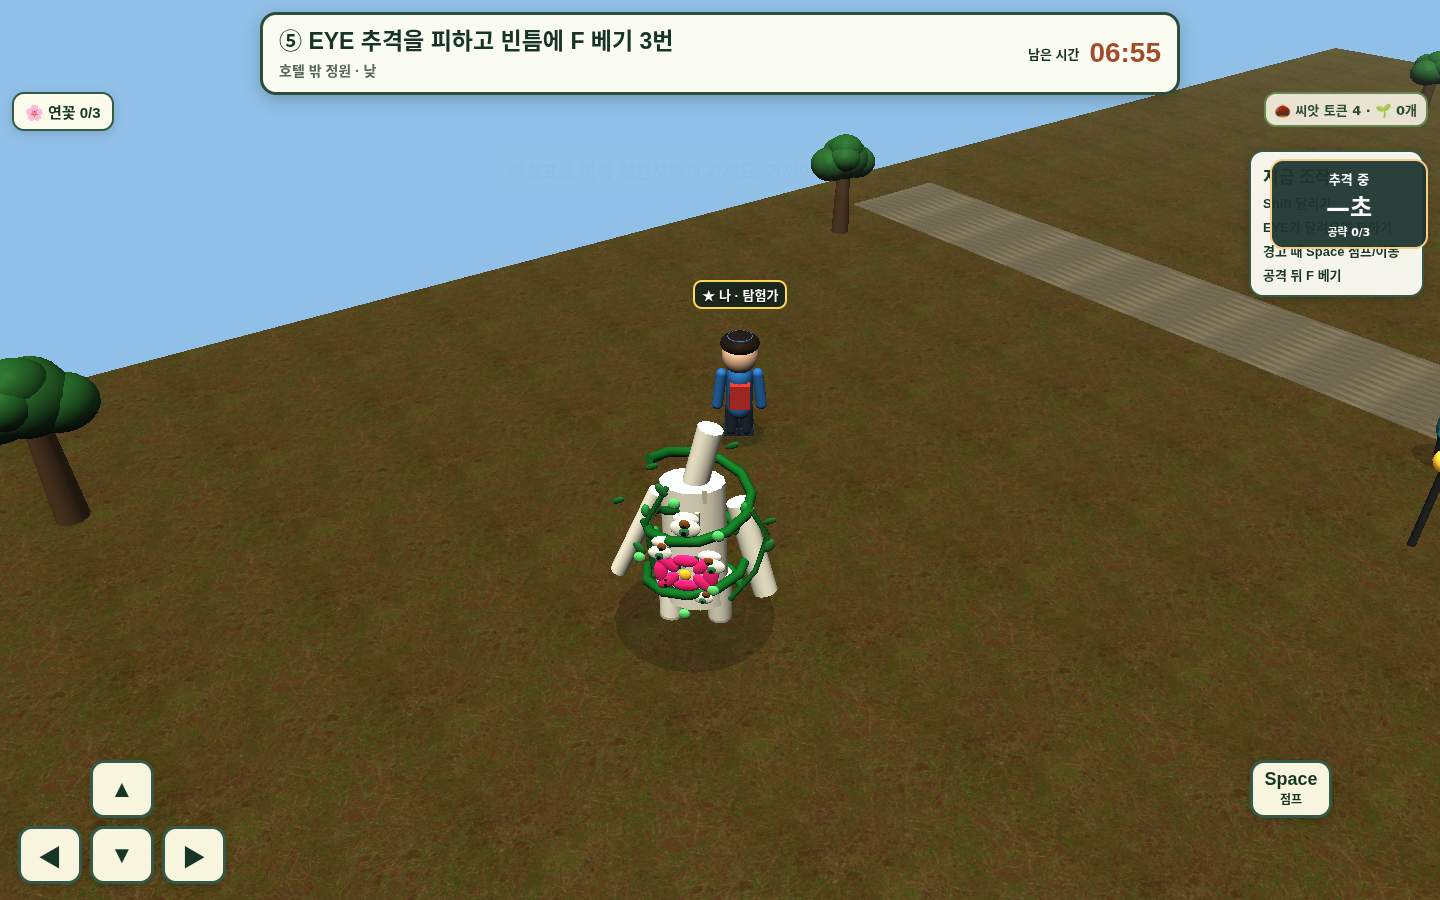 ⑤ EYE 추격을 피하고 빈틈에 F 베기 3번
호텔 밖 정원 · 낮
남은 시간 06:55
🌸 연꽃 0/3
🌰 씨앗 토큰 4 · 🌱 0개
추격 중
—초
공략 0/3
경고 때 Space 점프/이동
공격 뒤 F 베기
★ 나 · 탐험가
▲
◀ ▼ ▶
Space
점프